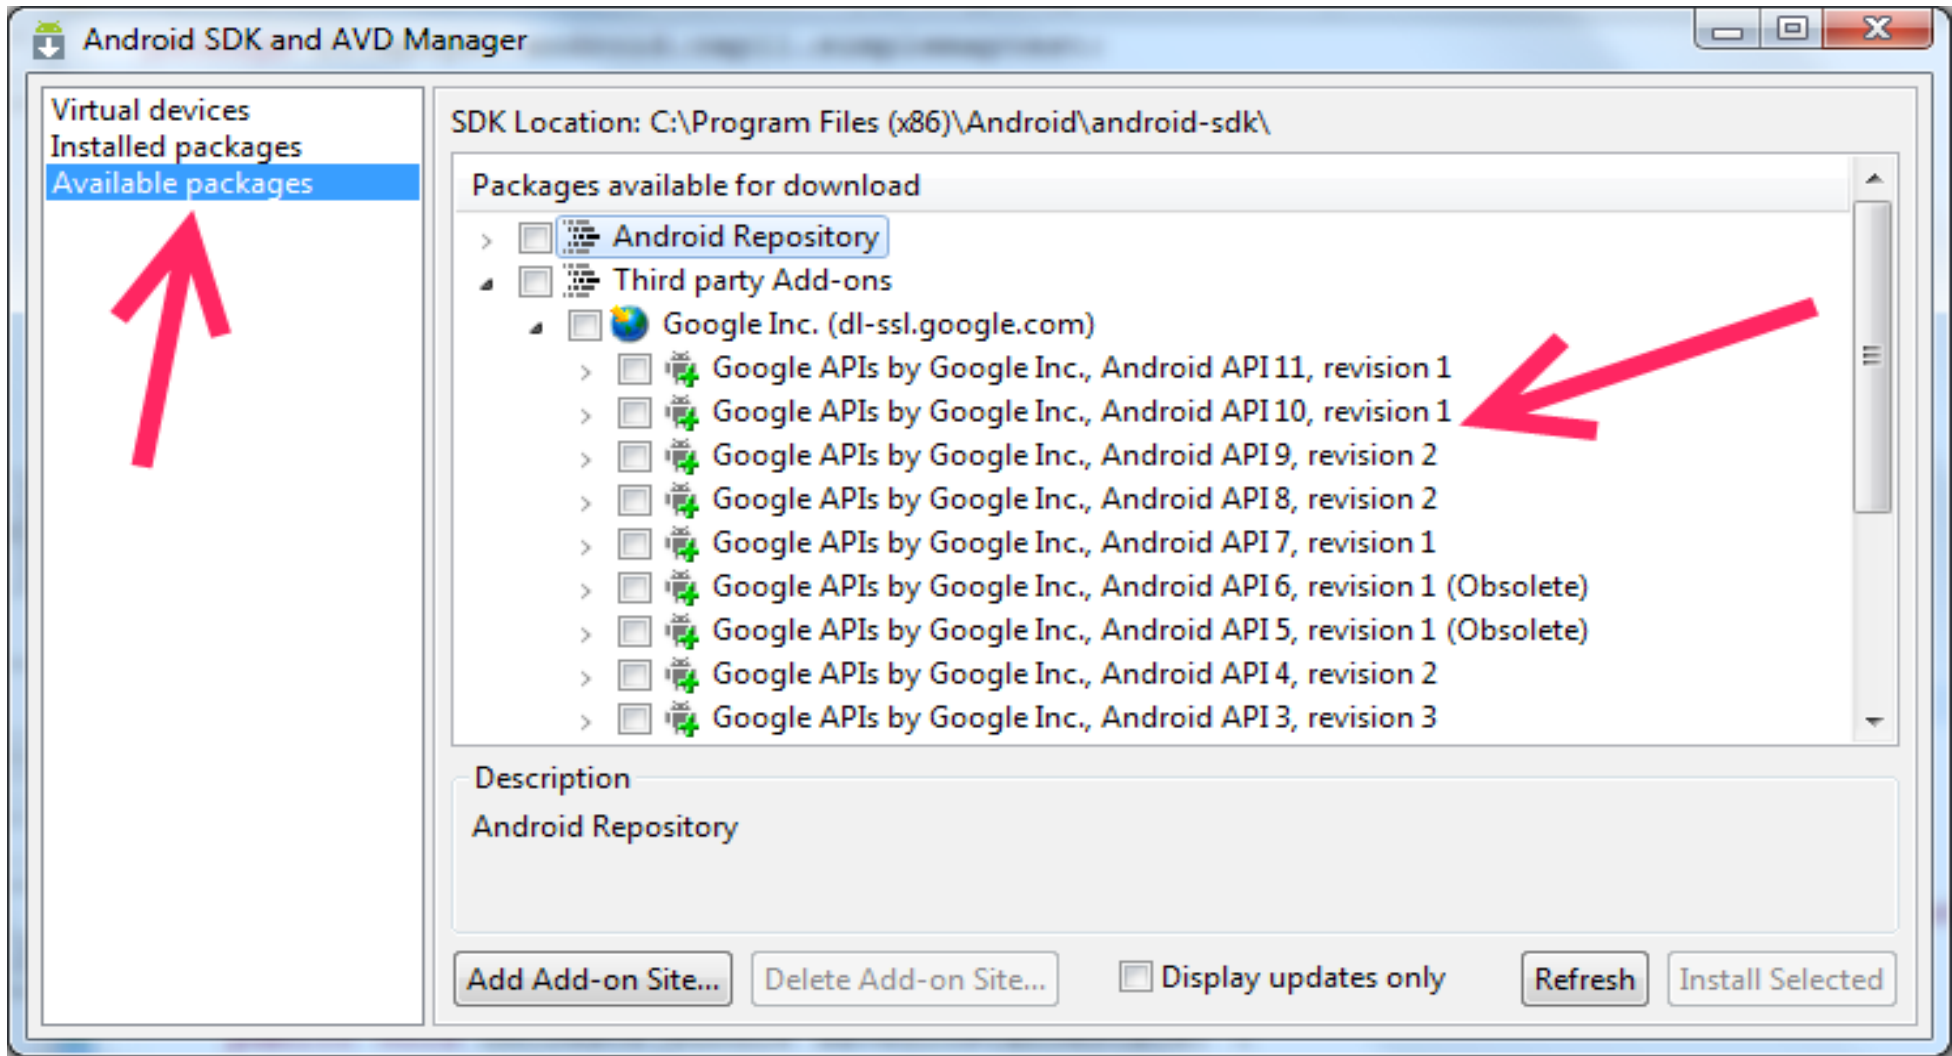 Android SDK and AVD Manager
Virtual devices
Installed packages
Available packages
SDK Location: C:\Program Files (x86)\Android\android-sdk\
Packages available for download
Android Repository
Third party Add-ons
Google Inc. (dl-ssl.google.com)
Google APIs by Google Inc., Android API 11, revision 1
Google APIs by Google Inc., Android API 10, revision 1
Google APIs by Google Inc., Android API 9, revision 2
Google APIs by Google Inc., Android API 8, revision 2
Google APIs by Google Inc., Android API 7, revision 1
Google APIs by Google Inc., Android API 6, revision 1 (Obsolete)
Google APIs by Google Inc., Android API 5, revision 1 (Obsolete)
Google APIs by Google Inc., Android API 4, revision 2
Google APIs by Google Inc., Android API 3, revision 3
Description
Android Repository
Add Add-on Site...
Delete Add-on Site...
Display updates only
Refresh
Install Selected